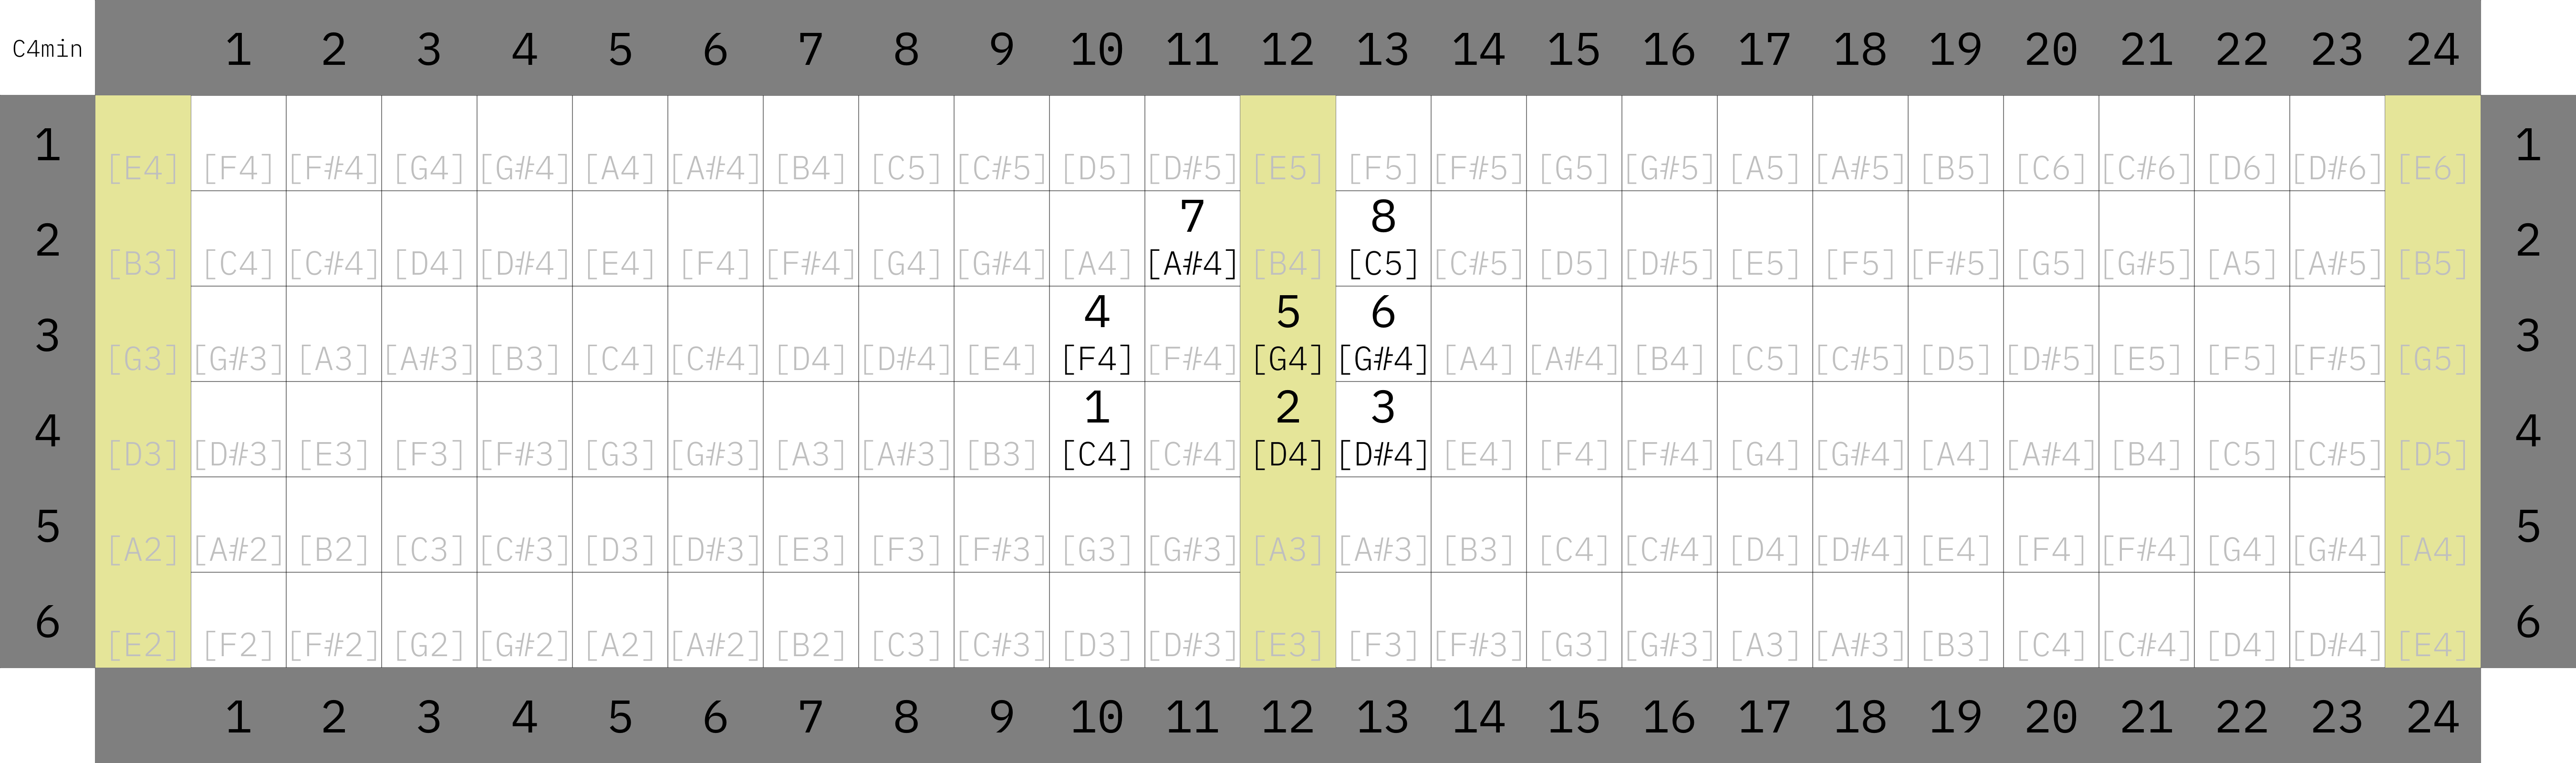 C4min 1 2 3 4 5 6 7 8 9 10 11 12 13 14 15 16 17 18 19 20 21 22 23 24
1 1
[E4] [F4] [F#4] [G4] [G#4] [A4] [A#4] [B4] [C5] [C#5] [D5] [D#5] [E5] [F5] [F#5] [G5] [G#5] [A5] [A#5] [B5] [C6] [C#6] [D6] [D#6] [E6]
7 8
2 2
[B3] [C4] [C#4] [D4] [D#4] [E4] [F4] [F#4] [G4] [G#4] [A4] [A#4] [B4] [C5] [C#5] [D5] [D#5] [E5] [F5] [F#5] [G5] [G#5] [A5] [A#5] [B5]
4 5 6
3 3
[G3] [G#3] [A3] [A#3] [B3] [C4] [C#4] [D4] [D#4] [E4] [F4] [F#4] [G4] [G#4] [A4] [A#4] [B4] [C5] [C#5] [D5] [D#5] [E5] [F5] [F#5] [G5]
1 2 3
4 4
[D3] [D#3] [E3] [F3] [F#3] [G3] [G#3] [A3] [A#3] [B3] [C4] [C#4] [D4] [D#4] [E4] [F4] [F#4] [G4] [G#4] [A4] [A#4] [B4] [C5] [C#5] [D5]
5 5
[A2] [A#2] [B2] [C3] [C#3] [D3] [D#3] [E3] [F3] [F#3] [G3] [G#3] [A3] [A#3] [B3] [C4] [C#4] [D4] [D#4] [E4] [F4] [F#4] [G4] [G#4] [A4]
6 6
[E2] [F2] [F#2] [G2] [G#2] [A2] [A#2] [B2] [C3] [C#3] [D3] [D#3] [E3] [F3] [F#3] [G3] [G#3] [A3] [A#3] [B3] [C4] [C#4] [D4] [D#4] [E4]
1 2 3 4 5 6 7 8 9 10 11 12 13 14 15 16 17 18 19 20 21 22 23 24